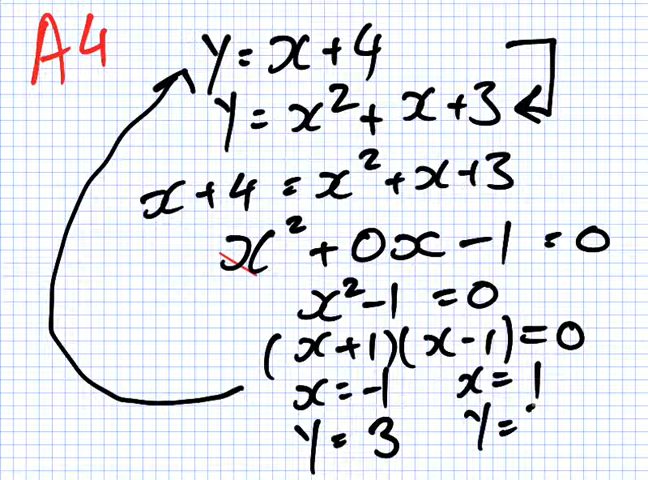 A4
y = x + 4
y = x² + x + 3
x + 4 = x² + x + 3
x² + 0x - 1 = 0
x² - 1 = 0
(x + 1)(x - 1) = 0
x = -1 x = 1
y = 3 y =